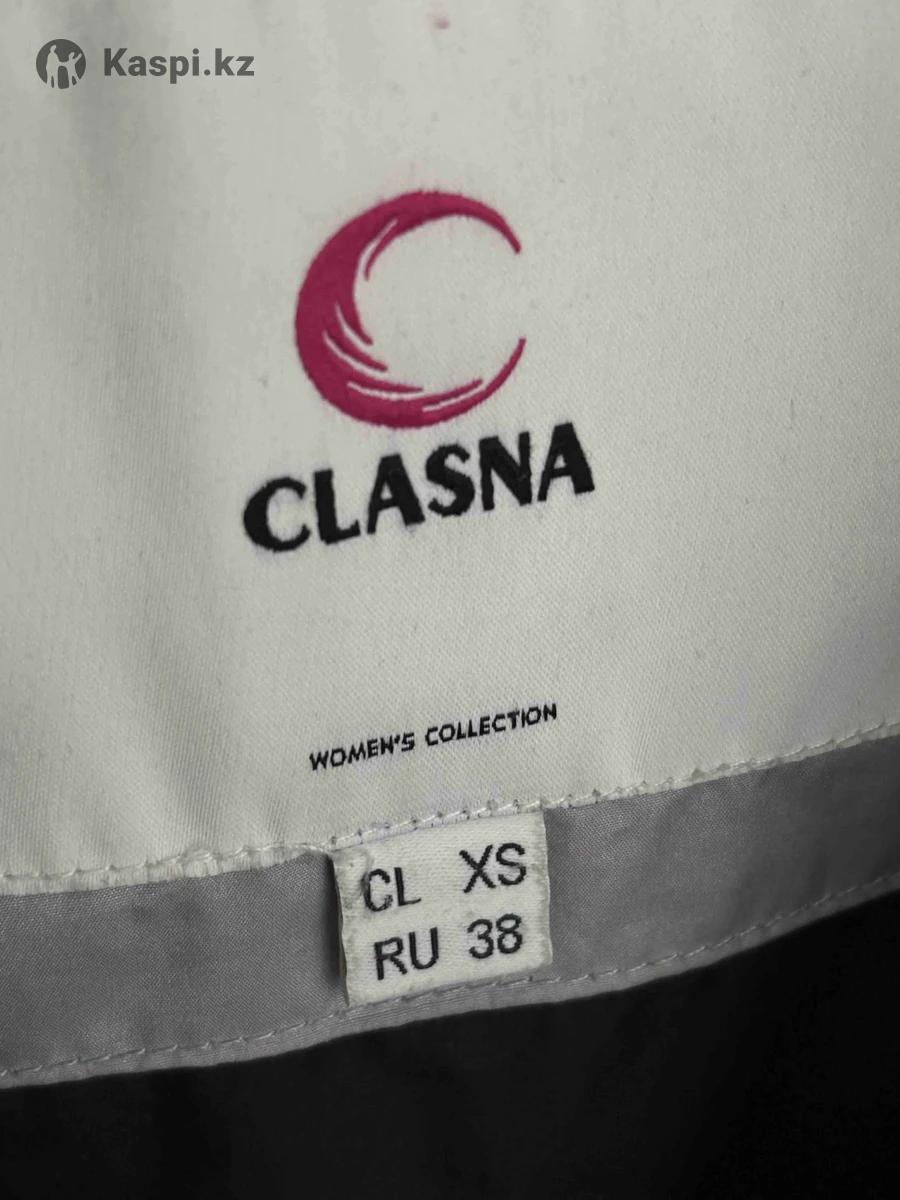 Kaspi.kz
CLASNA
WOMEN'S COLLECTION
CL XS
RU 38